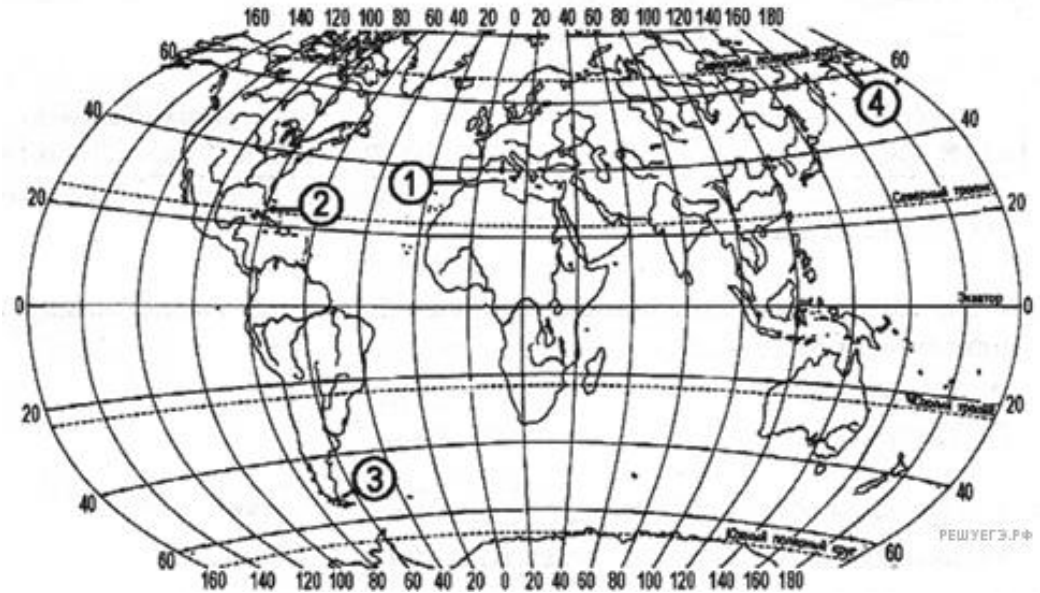 160 140 120 100 80 60 40 20 0 20 40 60 80 100 120 140 160 180
60 Северный полярный круг 60
4
40 40
1
2
20 Северный тропик 20
Экватор
0 0
20 Южный тропик 20
3
40 40
РЕШУЕГЭ.РФ
Южный полярный круг
60 60
160 140 120 100 80 60 40 20 0 20 40 60 80 100 120 140 160 180